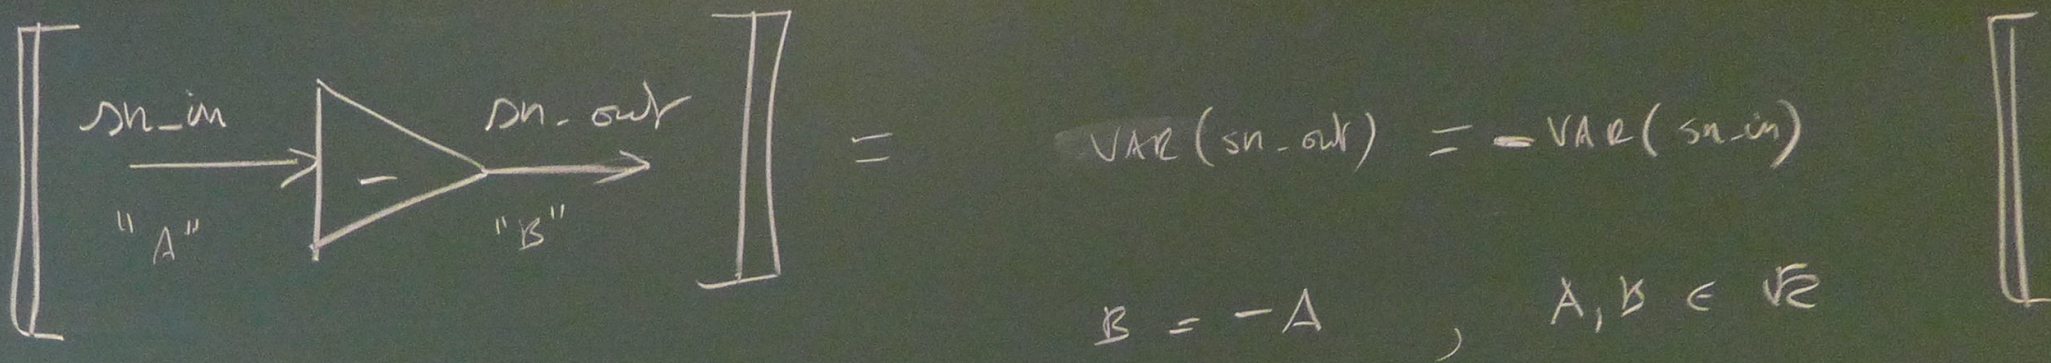 [[ sn_in - sn_out ]] = VAR(sn_out) = -VAR(sn_in) [[
"A" "B"
B = -A , A, B ∈